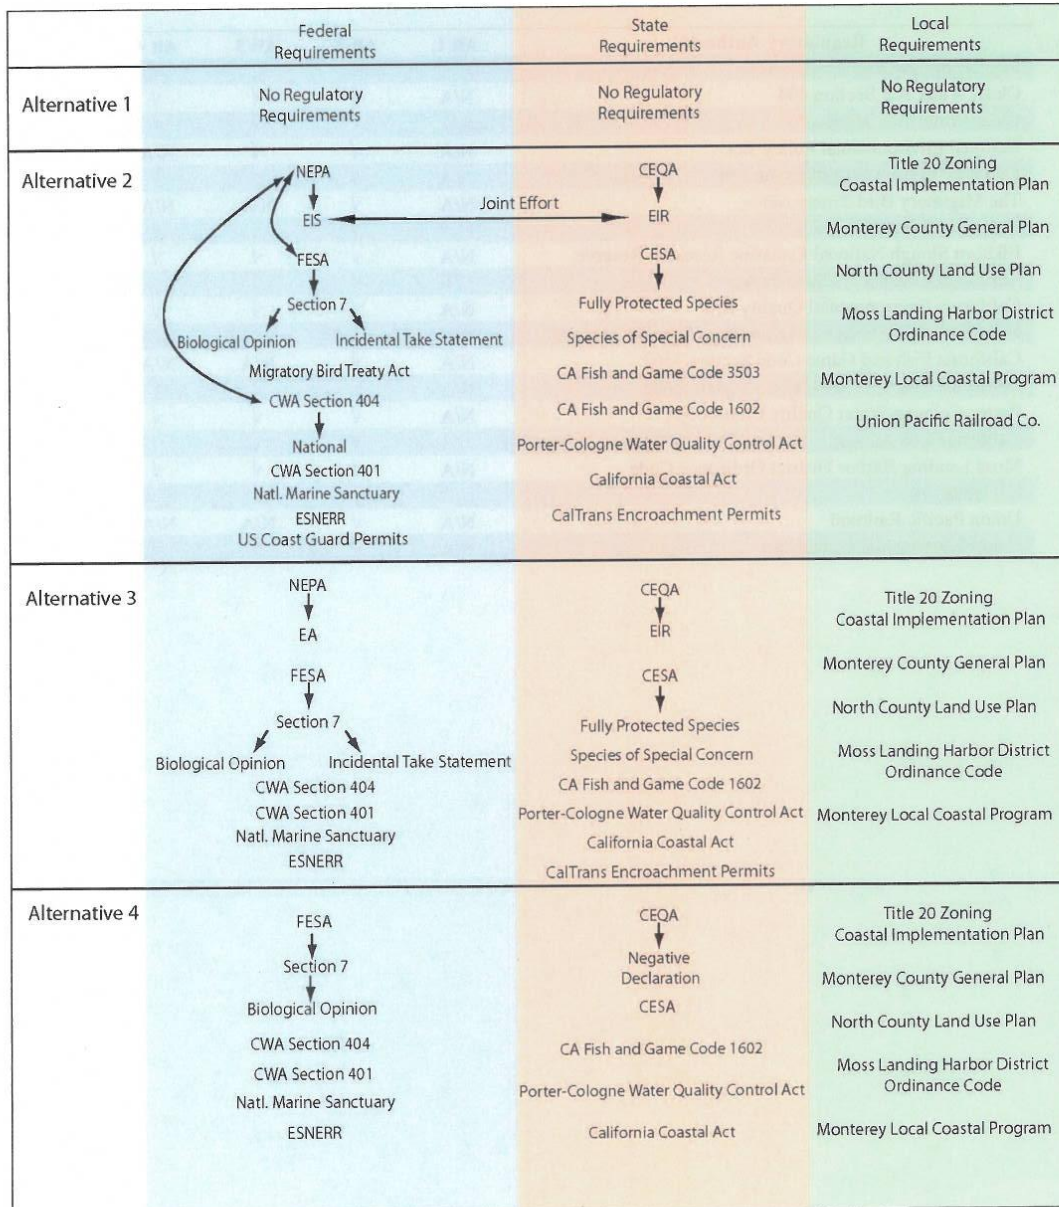 Federal
Requirements
State
Requirements
Local
Requirements
Alternative 1
No Regulatory
Requirements
No Regulatory
Requirements
No Regulatory
Requirements
Alternative 2
NEPA
EIS
Joint Effort
FESA
Section 7
Biological Opinion
Incidental Take Statement
Migratory Bird Treaty Act
CWA Section 404
National
CWA Section 401
Natl. Marine Sanctuary
ESNERR
US Coast Guard Permits
CEQA
EIR
CESA
Fully Protected Species
Species of Special Concern
CA Fish and Game Code 3503
CA Fish and Game Code 1602
Porter-Cologne Water Quality Control Act
California Coastal Act
CalTrans Encroachment Permits
Title 20 Zoning
Coastal Implementation Plan
Monterey County General Plan
North County Land Use Plan
Moss Landing Harbor District
Ordinance Code
Monterey Local Coastal Program
Union Pacific Railroad Co.
Alternative 3
NEPA
EA
FESA
Section 7
Biological Opinion
Incidental Take Statement
CWA Section 404
CWA Section 401
Natl. Marine Sanctuary
ESNERR
CEQA
EIR
CESA
Fully Protected Species
Species of Special Concern
CA Fish and Game Code 1602
Porter-Cologne Water Quality Control Act
California Coastal Act
CalTrans Encroachment Permits
Title 20 Zoning
Coastal Implementation Plan
Monterey County General Plan
North County Land Use Plan
Moss Landing Harbor District
Ordinance Code
Monterey Local Coastal Program
Alternative 4
FESA
Section 7
Biological Opinion
CWA Section 404
CWA Section 401
Natl. Marine Sanctuary
ESNERR
CEQA
Negative
Declaration
CESA
CA Fish and Game Code 1602
Porter-Cologne Water Quality Control Act
California Coastal Act
Title 20 Zoning
Coastal Implementation Plan
Monterey County General Plan
North County Land Use Plan
Moss Landing Harbor District
Ordinance Code
Monterey Local Coastal Program